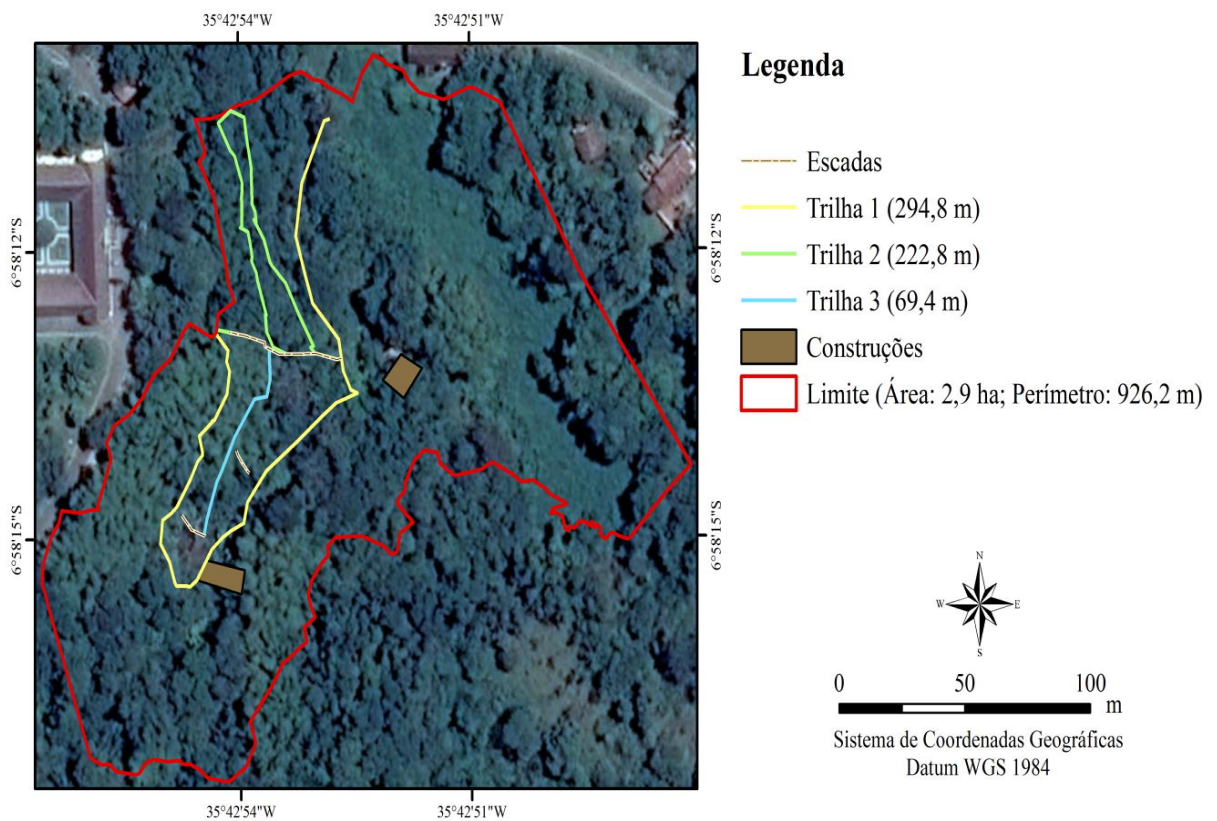 35°42'54"W
35°42'51"W
6°58'12"S
6°58'15"S
6°58'12"S
6°58'15"S
35°42'54"W
35°42'51"W
Legenda
Escadas
Trilha 1 (294,8 m)
Trilha 2 (222,8 m)
Trilha 3 (69,4 m)
Construções
Limite (Área: 2,9 ha; Perímetro: 926,2 m)
N
W
E
S
0
50
100
m
Sistema de Coordenadas Geográficas
Datum WGS 1984